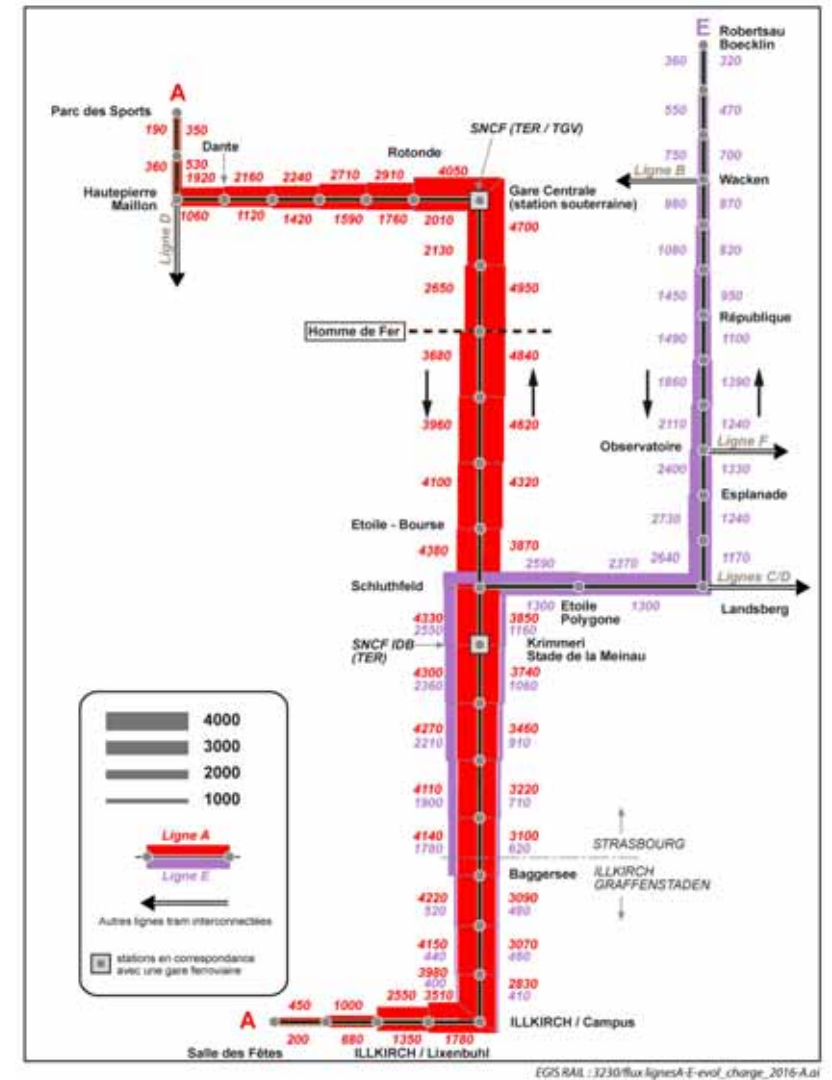 E
Robertsau
Boecklin
360 320
550 470
750 700
Ligne B
Wacken
980 870
1080 820
1450 950
République
1490 1100
1860 1390
2110 1240
Observatoire
Ligne F
2400 1330
Esplanade
2730 1240
2640 1170
2590 2370
Lignes C/D
1300 1300
Etoile
Polygone
Landsberg
A
Parc des Sports
190 350
360 530
Dante
Rotonde
SNCF (TER / TGV)
1920 2160 2240 2710 2910 4050
Hautepierre
Maillon
1060 1120 1420 1590 1760 2010
Ligne D
Gare Centrale
(station souterraine)
2130 4700
2650 4950
Homme de Fer
3680 4840
3960 4620
4100 4320
Etoile - Bourse
4380 3870
Schluthfeld
4330 3850
2550 1160
SNCF IDB
(TER)
Krimmeri
Stade de la Meinau
4300 3740
2360 1060
4270 3460
2210 910
4110 3220
1900 710
4140 3100
1780 620
STRASBOURG
ILLKIRCH
GRAFFENSTADEN
Baggersee
4220 3090
520 480
4150 3070
440 460
3980 2830
400 410
450 1000 2550 3510
A
ILLKIRCH / Campus
200 680 1350 1780
Salle des Fêtes
ILLKIRCH / Lixenbuhl
4000
3000
2000
1000
Ligne A
Ligne E
Autres lignes tram interconnectées
stations en correspondance
avec une gare ferroviaire
EGIS RAIL : 3230/flux lignesA-E-evol_charge_2016-A.ai